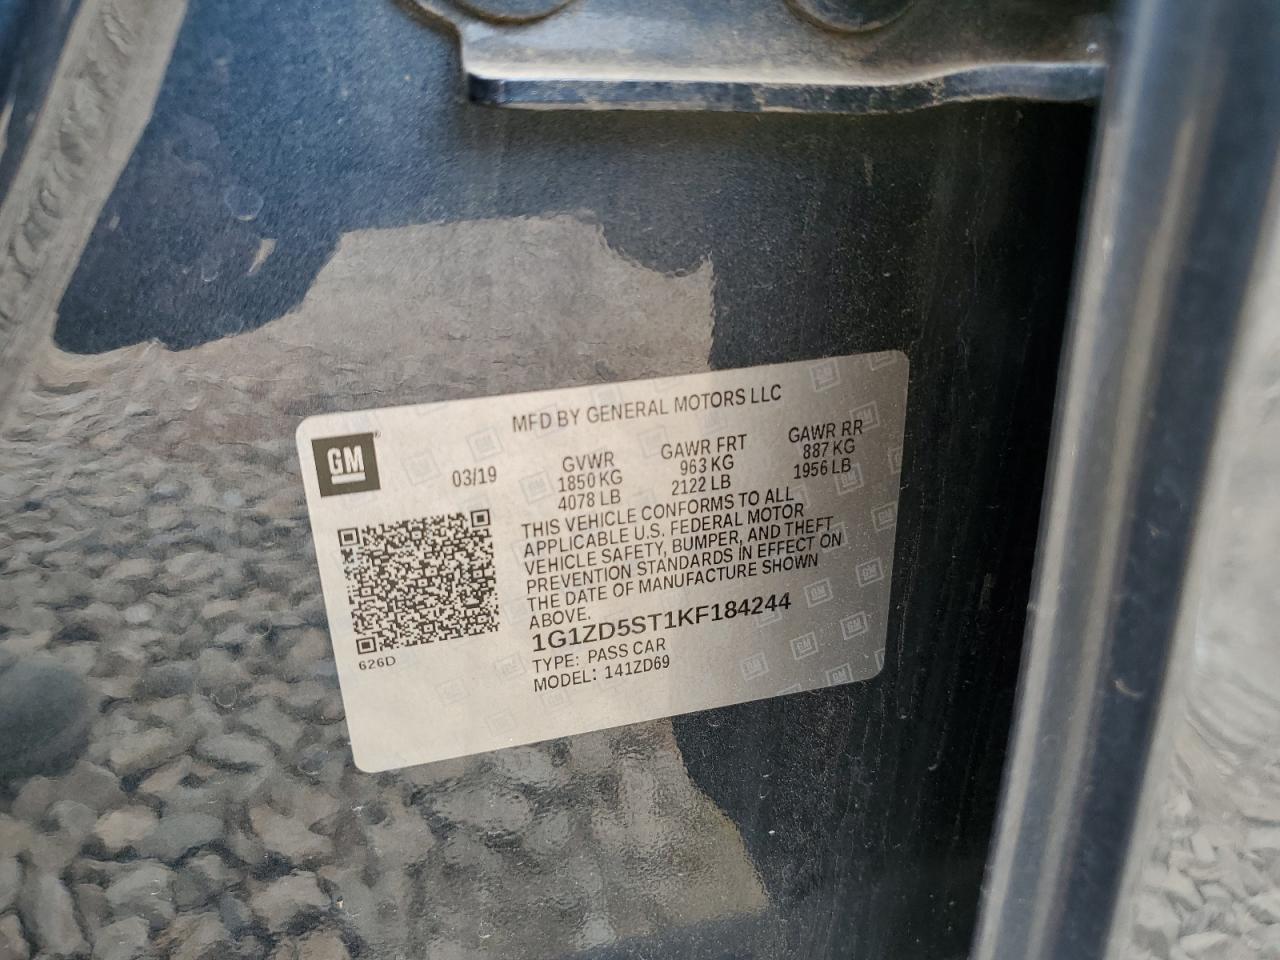 MFD BY GENERAL MOTORS LLC
GM
03/19
GVWR
1850 KG
4078 LB
GAWR FRT
963 KG
2122 LB
GAWR RR
887 KG
1956 LB
THIS VEHICLE CONFORMS TO ALL
APPLICABLE U.S. FEDERAL MOTOR
VEHICLE SAFETY, BUMPER, AND THEFT
PREVENTION STANDARDS IN EFFECT ON
THE DATE OF MANUFACTURE SHOWN
ABOVE.
1G1ZD5ST1KF184244
TYPE: PASS CAR
MODEL: 141ZD69
626D